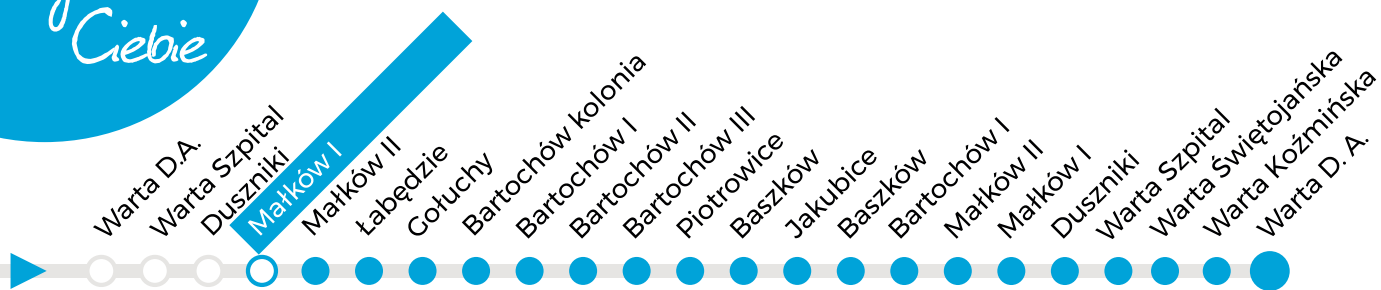 Ciebie
Warta D.A.
Warta Szpital
Duszniki
Małków I
Małków II
Łabędzie
Gołuchy
Bartochów kolonia
Bartochów I
Bartochów II
Bartochów III
Piotrowice
Baszków
Jakubice
Baszków
Bartochów I
Małków II
Małków I
Duszniki
Warta Szpital
Warta Świętojańska
Warta Koźmińska
Warta D. A.